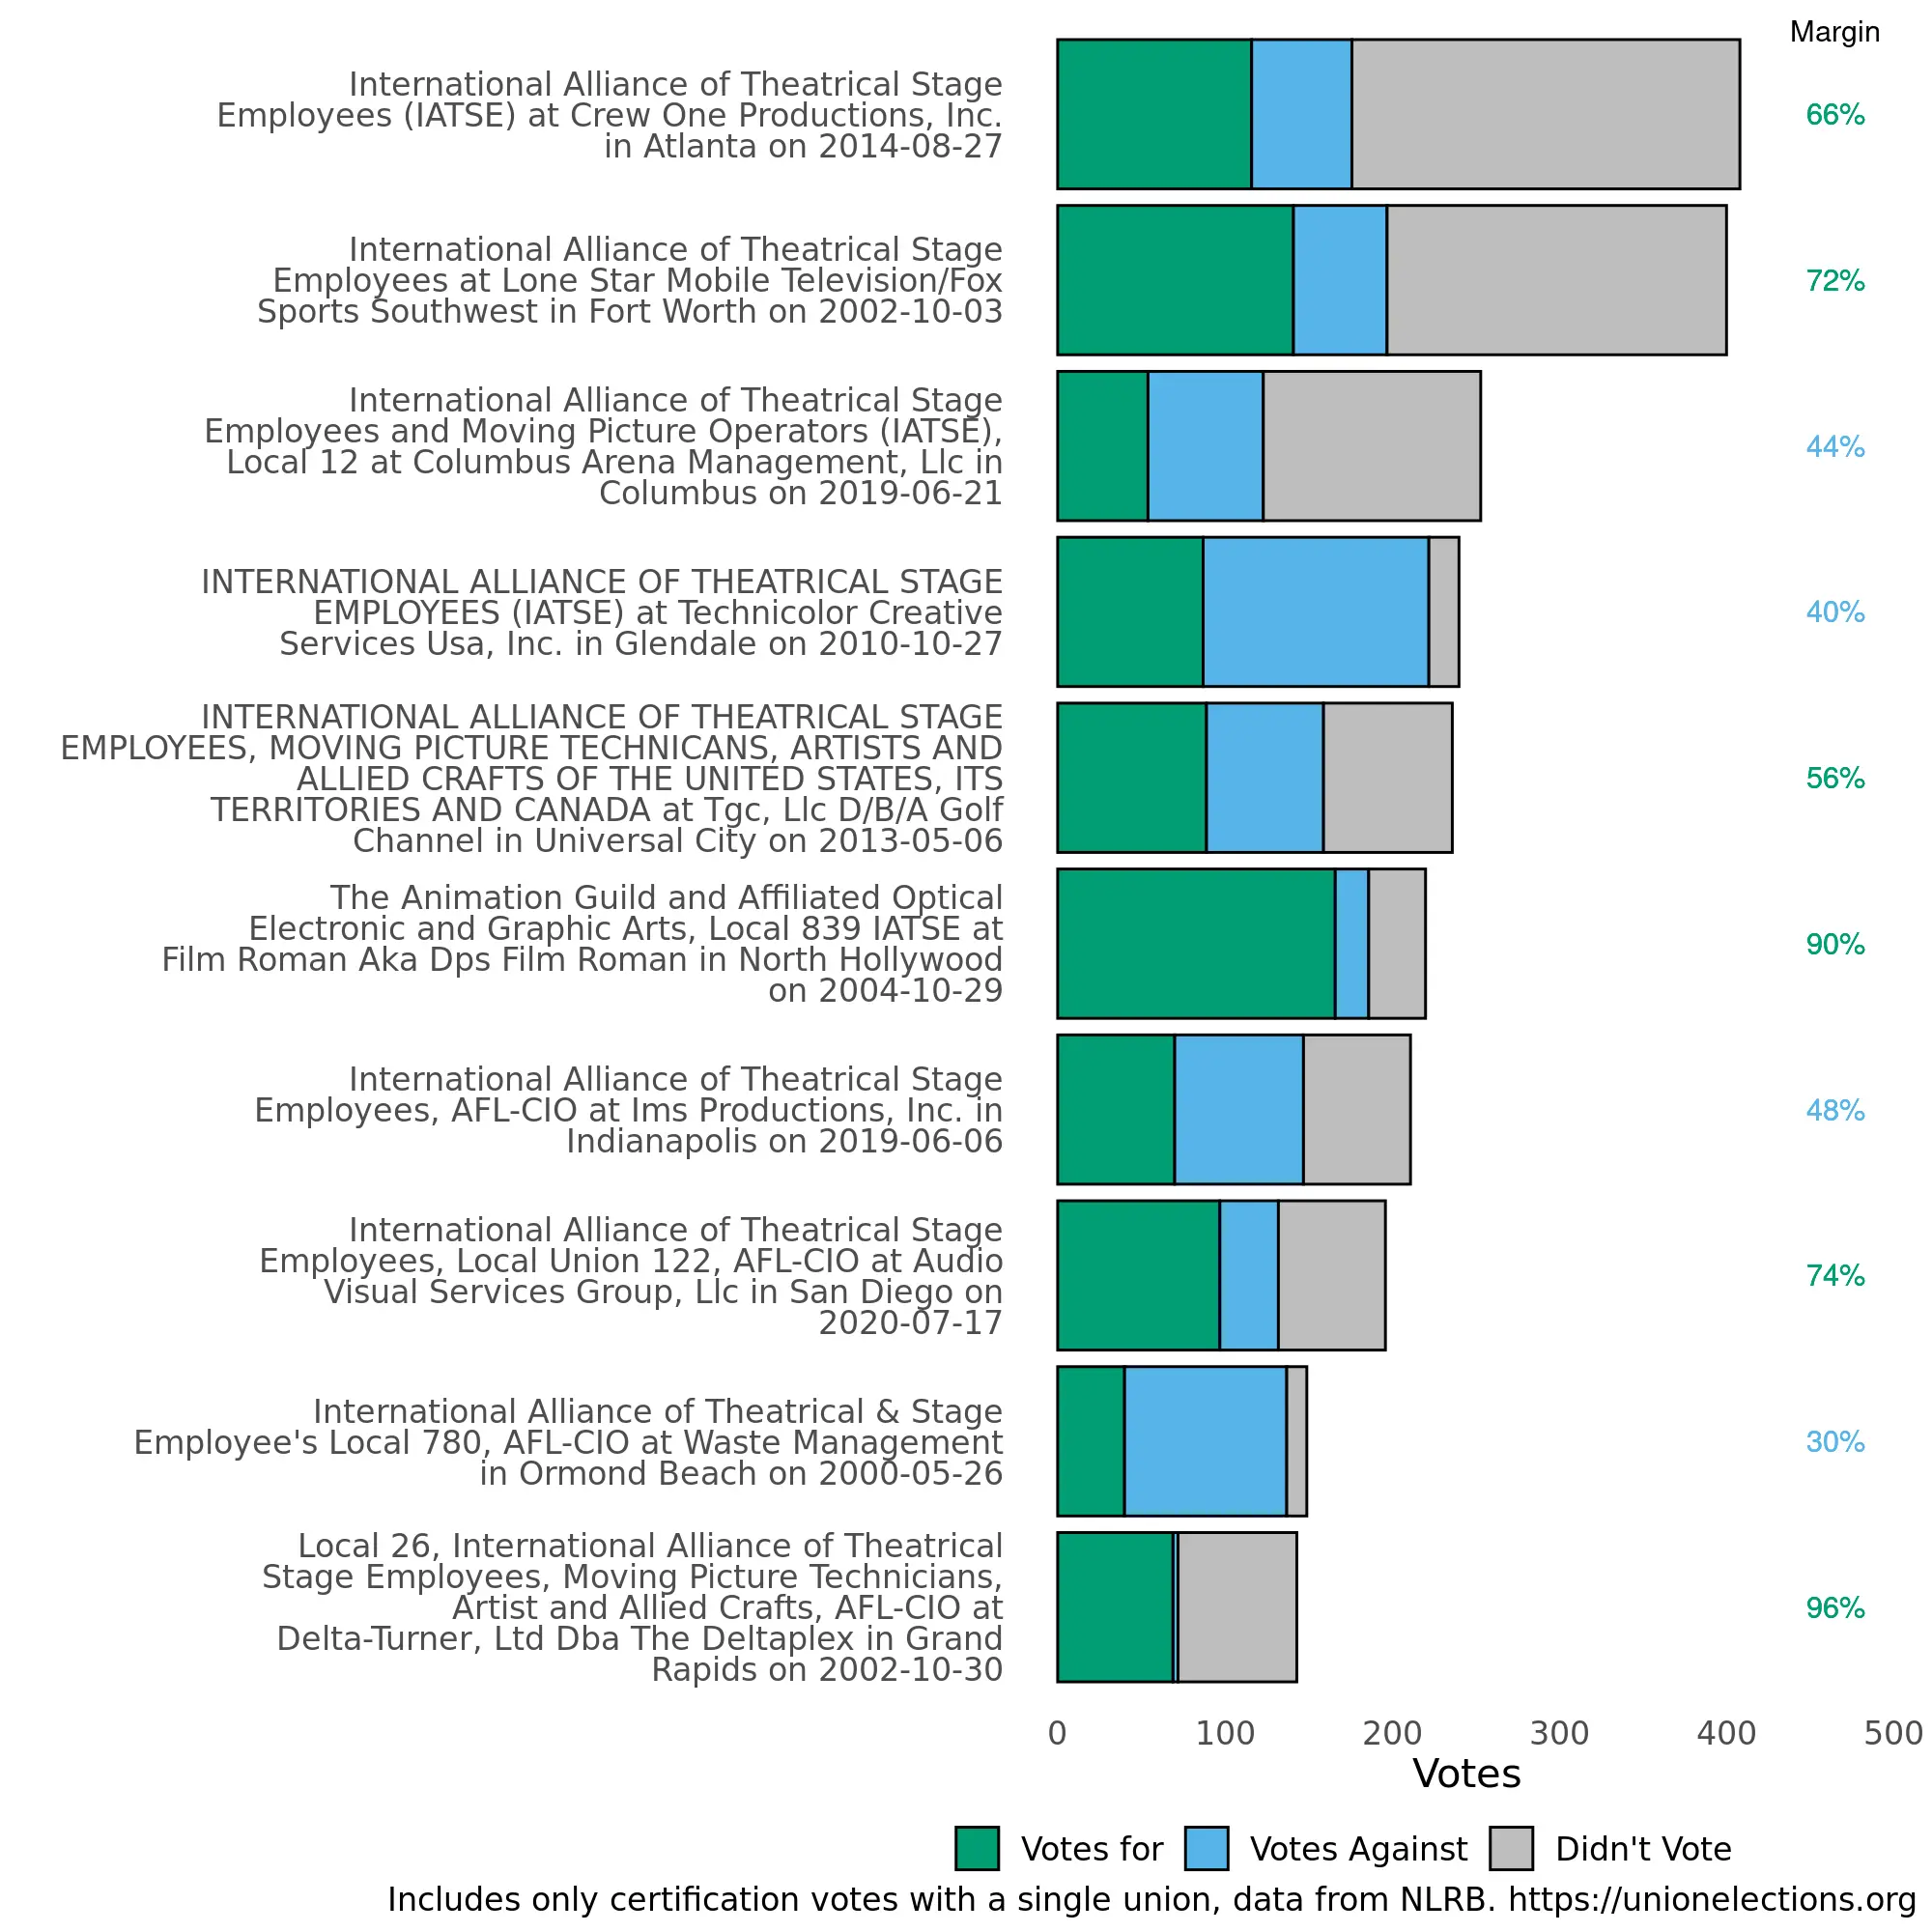 Margin
International Alliance of Theatrical Stage
Employees (IATSE) at Crew One Productions, Inc.
in Atlanta on 2014-08-27
66%
International Alliance of Theatrical Stage
Employees at Lone Star Mobile Television/Fox
Sports Southwest in Fort Worth on 2002-10-03
72%
International Alliance of Theatrical Stage
Employees and Moving Picture Operators (IATSE),
Local 12 at Columbus Arena Management, Llc in
Columbus on 2019-06-21
44%
INTERNATIONAL ALLIANCE OF THEATRICAL STAGE
EMPLOYEES (IATSE) at Technicolor Creative
Services Usa, Inc. in Glendale on 2010-10-27
40%
INTERNATIONAL ALLIANCE OF THEATRICAL STAGE
EMPLOYEES, MOVING PICTURE TECHNICANS, ARTISTS AND
ALLIED CRAFTS OF THE UNITED STATES, ITS
TERRITORIES AND CANADA at Tgc, Llc D/B/A Golf
Channel in Universal City on 2013-05-06
56%
The Animation Guild and Affiliated Optical
Electronic and Graphic Arts, Local 839 IATSE at
Film Roman Aka Dps Film Roman in North Hollywood
on 2004-10-29
90%
International Alliance of Theatrical Stage
Employees, AFL-CIO at Ims Productions, Inc. in
Indianapolis on 2019-06-06
48%
International Alliance of Theatrical Stage
Employees, Local Union 122, AFL-CIO at Audio
Visual Services Group, Llc in San Diego on
2020-07-17
74%
International Alliance of Theatrical & Stage
Employee's Local 780, AFL-CIO at Waste Management
in Ormond Beach on 2000-05-26
30%
Local 26, International Alliance of Theatrical
Stage Employees, Moving Picture Technicians,
Artist and Allied Crafts, AFL-CIO at
Delta-Turner, Ltd Dba The Deltaplex in Grand
Rapids on 2002-10-30
96%
0 100 200 300 400 500
Votes
Votes for Votes Against Didn't Vote
Includes only certification votes with a single union, data from NLRB. https://unionelections.org